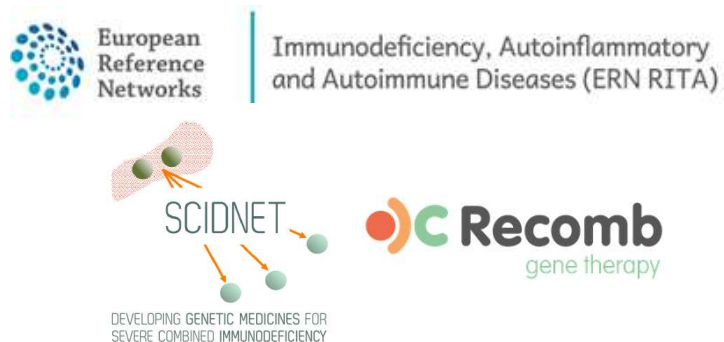 European
Reference
Networks
Immunodeficiency, Autoinflammatory
and Autoimmune Diseases (ERN RITA)
SCIDNET
DEVELOPING GENETIC MEDICINES FOR
SEVERE COMBINED IMMUNODEFICIENCY
C Recomb
gene therapy